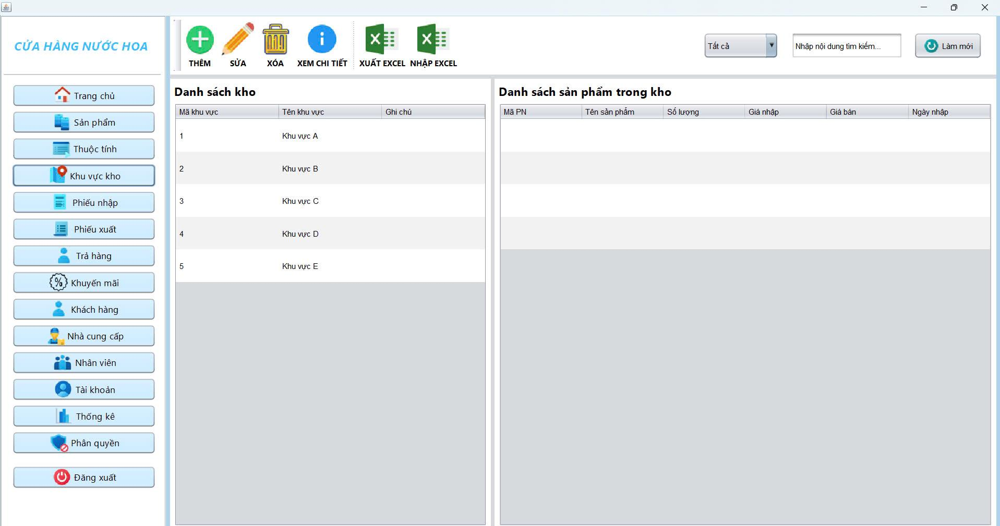 CỬA HÀNG NƯỚC HOA
Trang chủ
Sản phẩm
Thuộc tính
Khu vực kho
Phiếu nhập
Phiếu xuất
Trả hàng
Khuyến mãi
Khách hàng
Nhà cung cấp
Nhân viên
Tài khoản
Thống kê
Phân quyền
Đăng xuất
THÊM SỬA XÓA XEM CHI TIẾT XUẤT EXCEL NHẬP EXCEL
Tất cả Nhập nội dung tìm kiếm... Làm mới
Danh sách kho
Mã khu vực Tên khu vực Ghi chú
1 Khu vực A
2 Khu vực B
3 Khu vực C
4 Khu vực D
5 Khu vực E
Danh sách sản phẩm trong kho
Mã PN Tên sản phẩm Số lượng Giá nhập Giá bán Ngày nhập